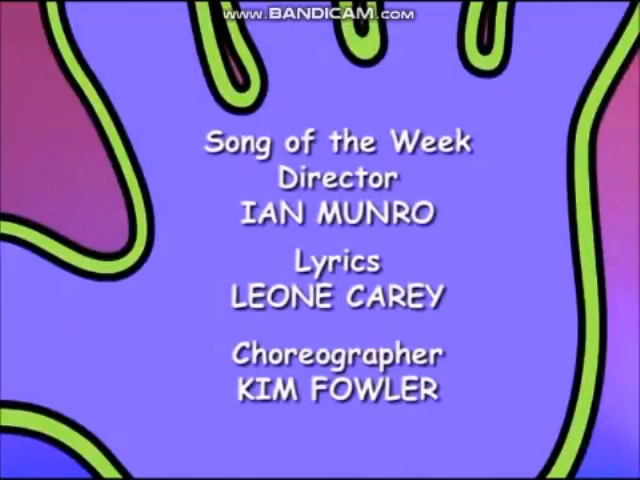 www.BANDICAM.com
Song of the Week
Director
IAN MUNRO
Lyrics
LEONE CAREY
Choreographer
KIM FOWLER